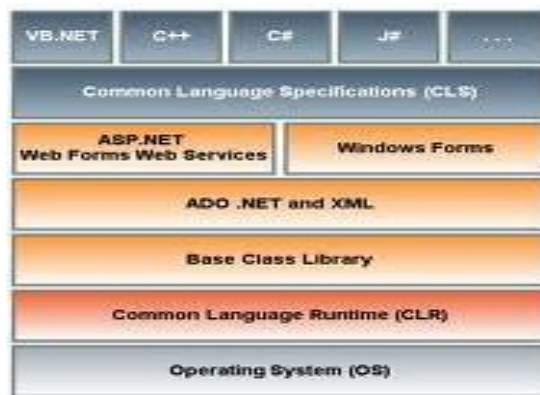 VB.NET
C++
C#
J#
...
Common Language Specifications (CLS)
ASP.NET
Web Forms Web Services
Windows Forms
ADO .NET and XML
Base Class Library
Common Language Runtime (CLR)
Operating System (OS)